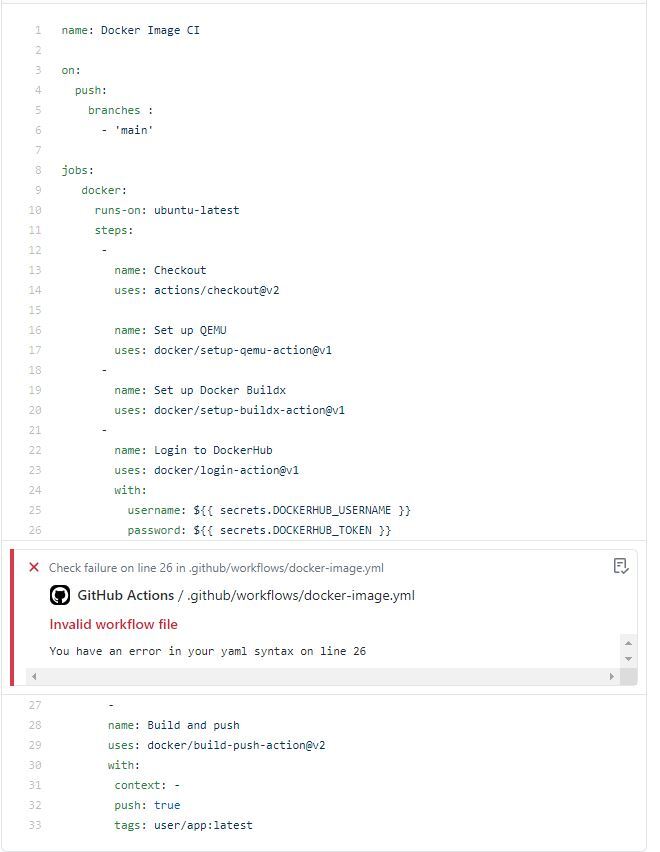 1 name: Docker Image CI
2
3 on:
4 push:
5 branches :
6 - 'main'
7
8 jobs:
9 docker:
10 runs-on: ubuntu-latest
11 steps:
12 -
13 name: Checkout
14 uses: actions/checkout@v2
15
16 name: Set up QEMU
17 uses: docker/setup-qemu-action@v1
18 -
19 name: Set up Docker Buildx
20 uses: docker/setup-buildx-action@v1
21 -
22 name: Login to DockerHub
23 uses: docker/login-action@v1
24 with:
25 username: ${{ secrets.DOCKERHUB_USERNAME }}
26 password: ${{ secrets.DOCKERHUB_TOKEN }}
Check failure on line 26 in .github/workflows/docker-image.yml
GitHub Actions / .github/workflows/docker-image.yml
Invalid workflow file
You have an error in your yaml syntax on line 26
27 -
28 name: Build and push
29 uses: docker/build-push-action@v2
30 with:
31 context: -
32 push: true
33 tags: user/app:latest